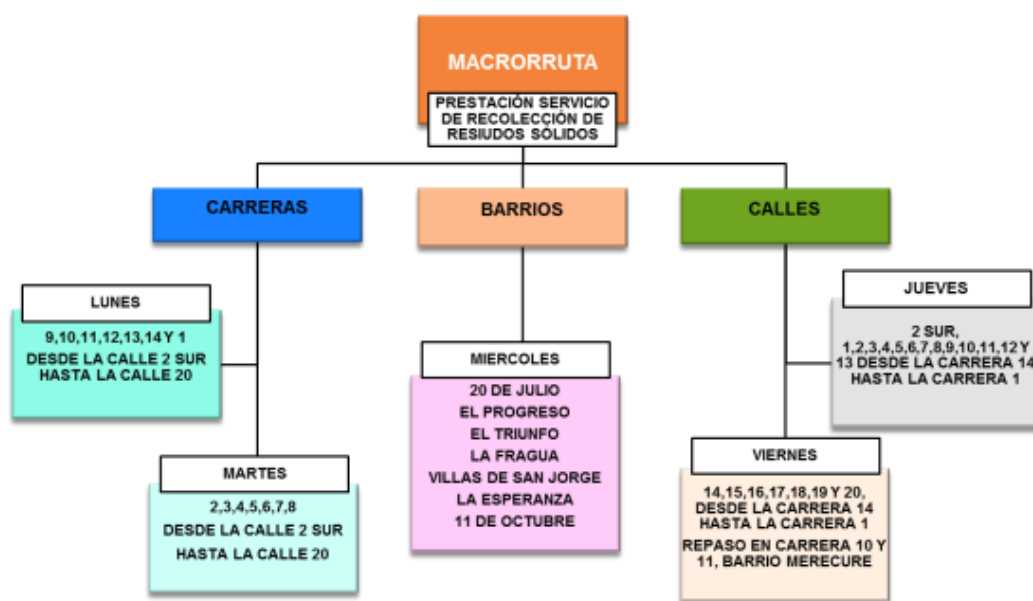 MACRORRUTA
PRESTACIÓN SERVICIO
DE RECOLECCIÓN DE
RESIUDOS SÓLIDOS
CARRERAS
BARRIOS
CALLES
LUNES
9,10,11,12,13,14 Y 1
DESDE LA CALLE 2 SUR
HASTA LA CALLE 20
MARTES
2,3,4,5,6,7,8
DESDE LA CALLE 2 SUR
HASTA LA CALLE 20
MIERCOLES
20 DE JULIO
EL PROGRESO
EL TRIUNFO
LA FRAGUA
VILLAS DE SAN JORGE
LA ESPERANZA
11 DE OCTUBRE
JUEVES
2 SUR,
1,2,3,4,5,6,7,8,9,10,11,12 Y
13 DESDE LA CARRERA 14
HASTA LA CARRERA 1
VIERNES
14,15,16,17,18,19 Y 20,
DESDE LA CARRERA 14
HASTA LA CARRERA 1
REPASO EN CARRERA 10 Y
11, BARRIO MERECURE